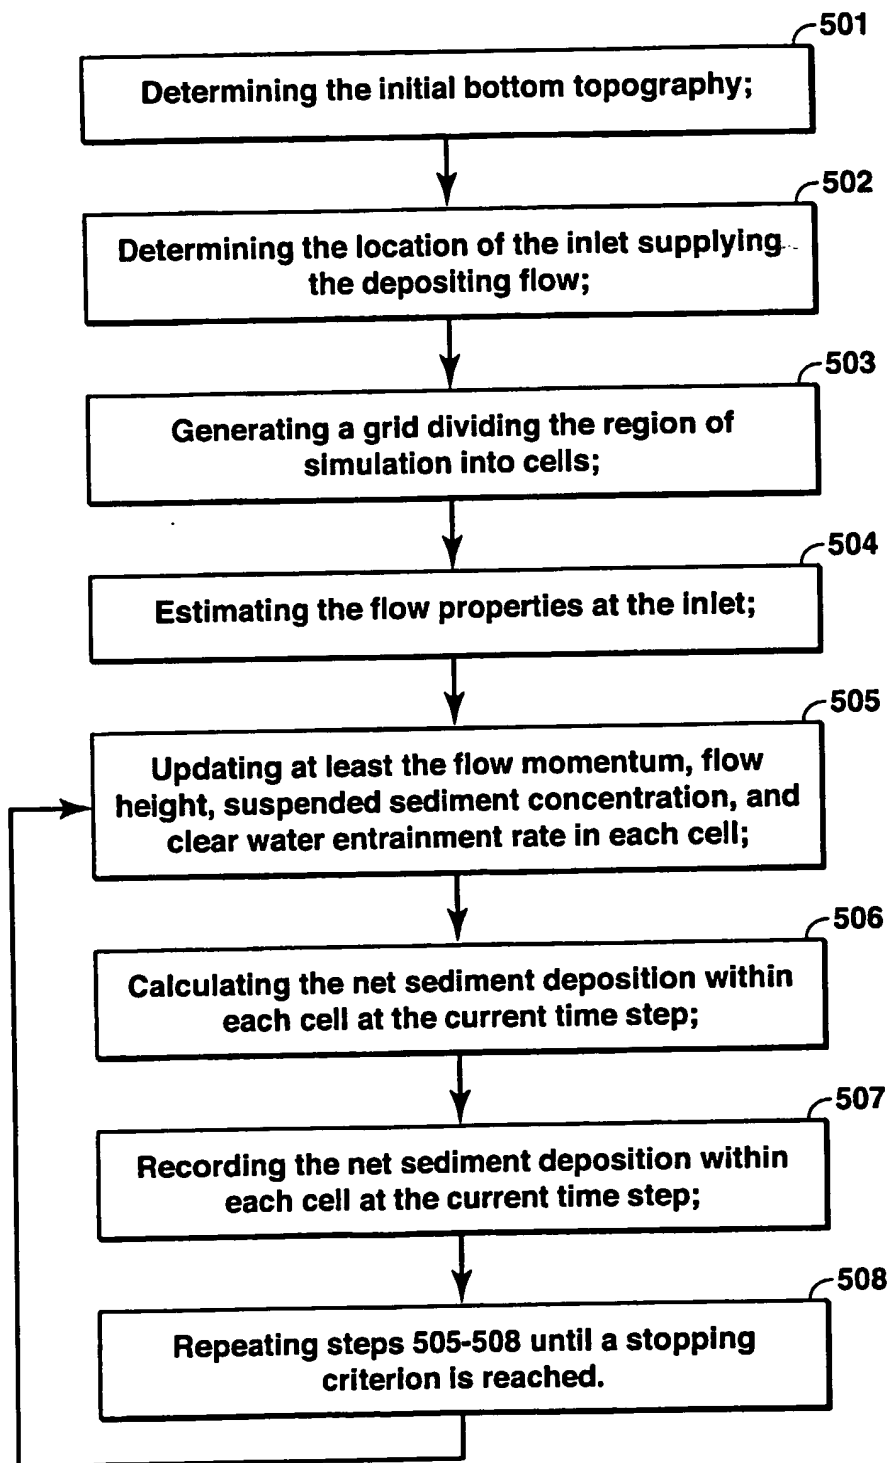 501
Determining the initial bottom topography;
502
Determining the location of the inlet supplying
the depositing flow;
503
Generating a grid dividing the region of
simulation into cells;
504
Estimating the flow properties at the inlet;
505
Updating at least the flow momentum, flow
height, suspended sediment concentration, and
clear water entrainment rate in each cell;
506
Calculating the net sediment deposition within
each cell at the current time step;
507
Recording the net sediment deposition within
each cell at the current time step;
508
Repeating steps 505-508 until a stopping
criterion is reached.